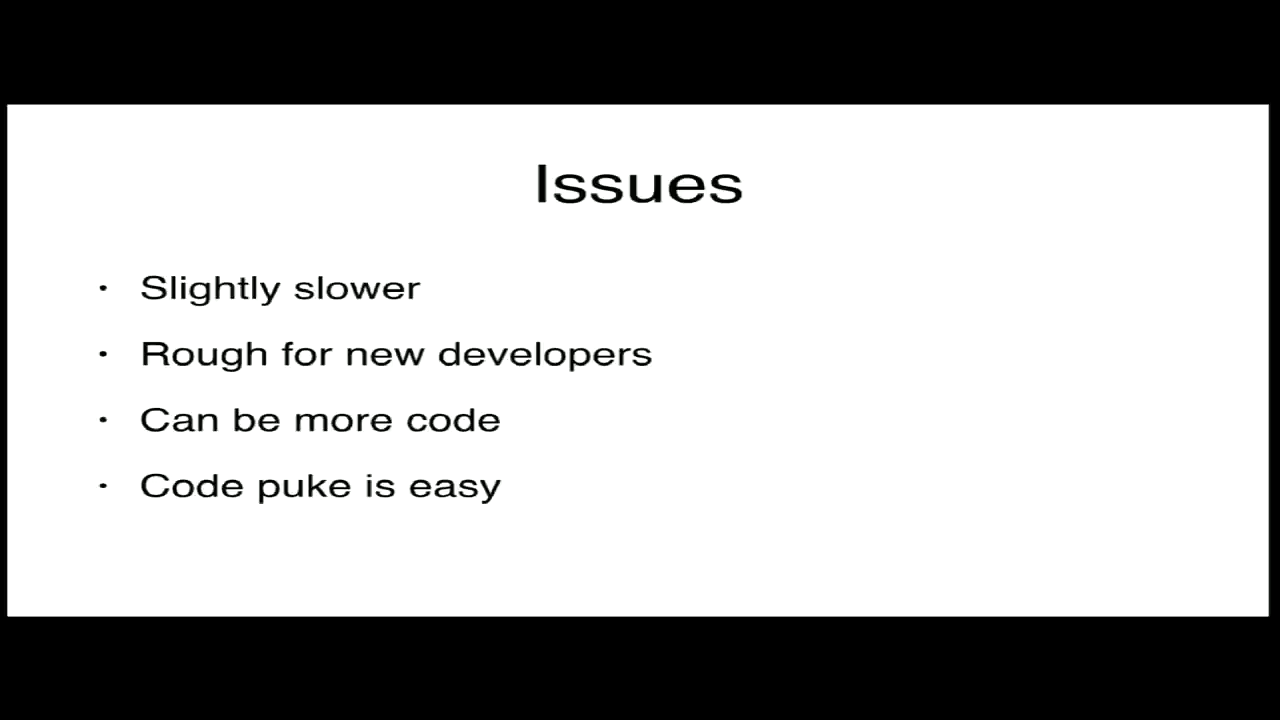 Issues
· Slightly slower
· Rough for new developers
· Can be more code
· Code puke is easy